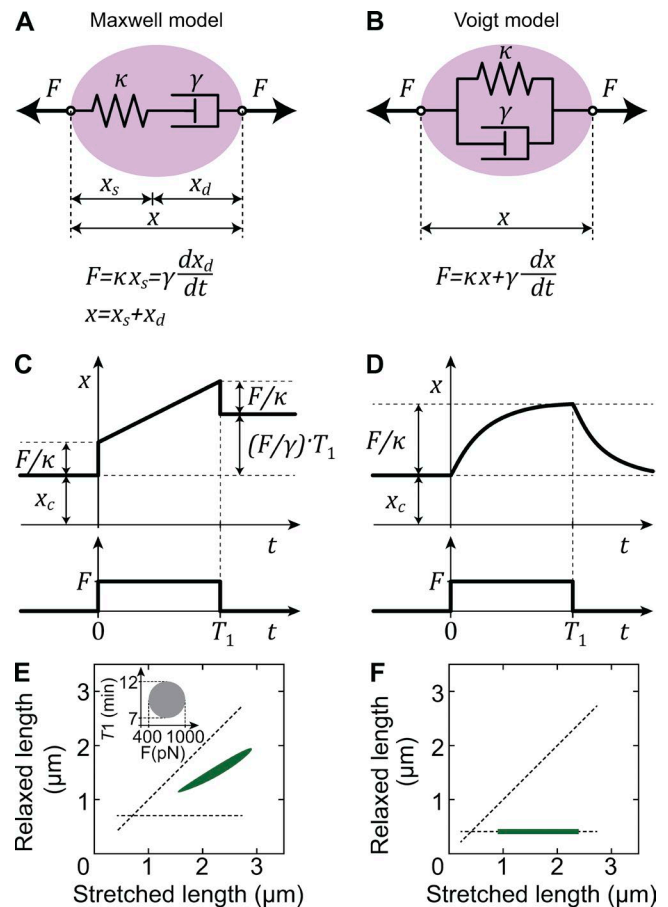 A Maxwell model
F κ γ F
x_s x_d
x
F=κx_s=γ dx_d/dt
x=x_s+x_d
B Voigt model
κ
F γ F
x
F=κx+γ dx/dt
C
x
F/κ
F/κ
(F/γ)·T_1
x_c
t
F
0 T_1 t
D
x
F/κ
x_c
t
F
0 T_1 t
E
Relaxed length
(μm)
3
2
1
0 1 2 3
Stretched length (μm)
T1 (min)
12
7
400 1000
F(pN)
F
Relaxed length
(μm)
3
2
1
0 1 2 3
Stretched length (μm)